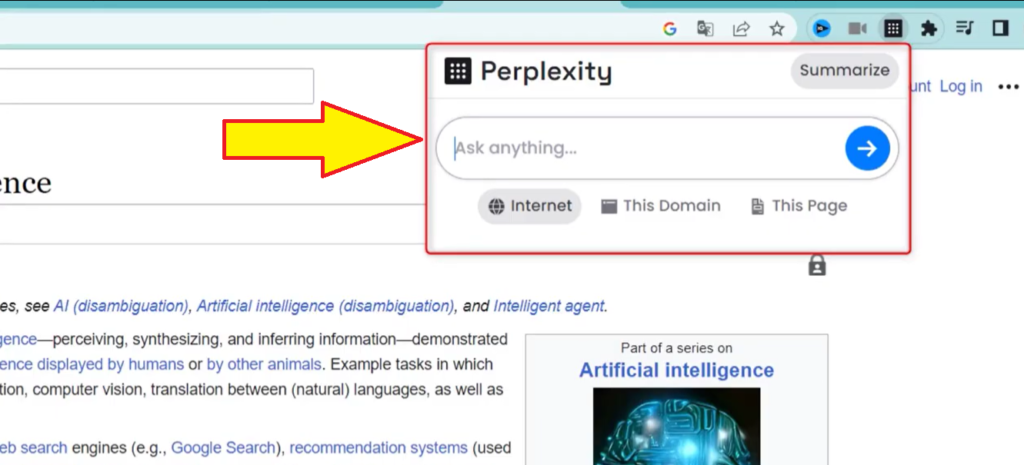 Perplexity
Summarize
unt Log in
Ask anything...
Internet This Domain This Page
ence
es, see AI (disambiguation), Artificial intelligence (disambiguation), and Intelligent agent.
gence—perceiving, synthesizing, and inferring information—demonstrated
ence displayed by humans or by other animals. Example tasks in which
tion, computer vision, translation between (natural) languages, as well as
eb search engines (e.g., Google Search), recommendation systems (used
Part of a series on
Artificial intelligence